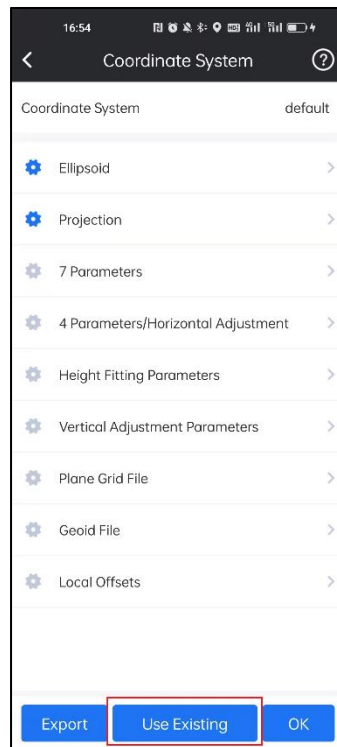 16:54
Coordinate System
Coordinate System default
Ellipsoid
Projection
7 Parameters
4 Parameters/Horizontal Adjustment
Height Fitting Parameters
Vertical Adjustment Parameters
Plane Grid File
Geoid File
Local Offsets
Export Use Existing OK